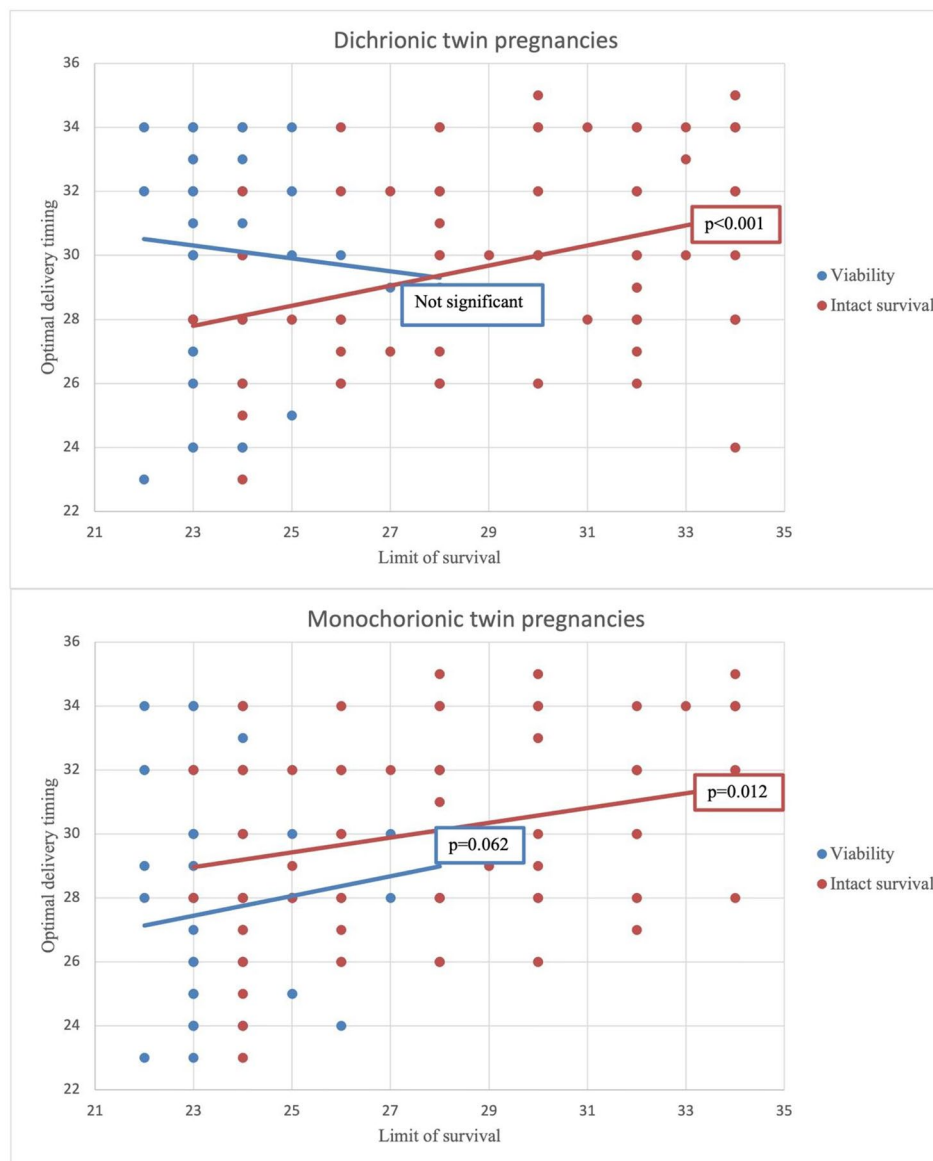 Dichrionic twin pregnancies
36
34
32
30
28
26
24
22
Optimal delivery timing
p<0.001
Not significant
Viability
Intact survival
21 23 25 27 29 31 33 35
Limit of survival
Monochorionic twin pregnancies
36
34
32
30
28
26
24
22
Optimal delivery timing
p=0.012
p=0.062
Viability
Intact survival
21 23 25 27 29 31 33 35
Limit of survival